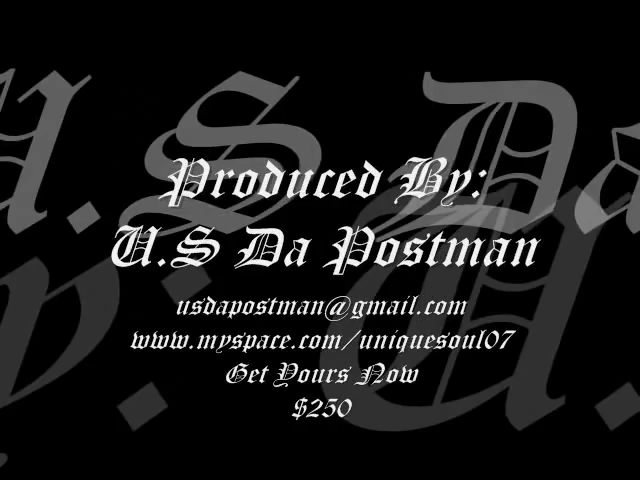 Produced By:
U.S Da Postman
usdapostman@gmail.com
www.myspace.com/uniquesoul07
Get Yours Now
$250